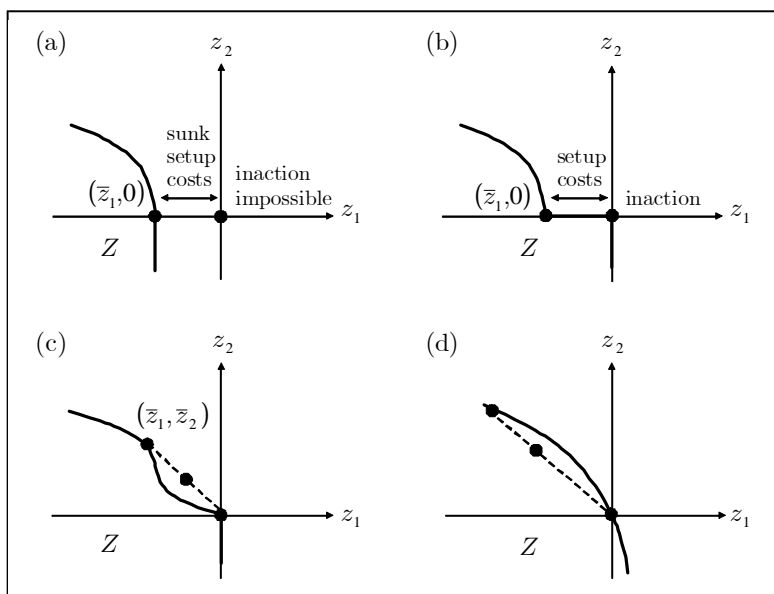 (a)
z₂
sunk
setup
costs
inaction
impossible
(z̅₁,0)
z₁
Z
(b)
z₂
setup
costs
(z̅₁,0)
inaction
z₁
Z
(c)
z₂
(z̅₁, z̅₂)
z₁
Z
(d)
z₂
z₁
Z